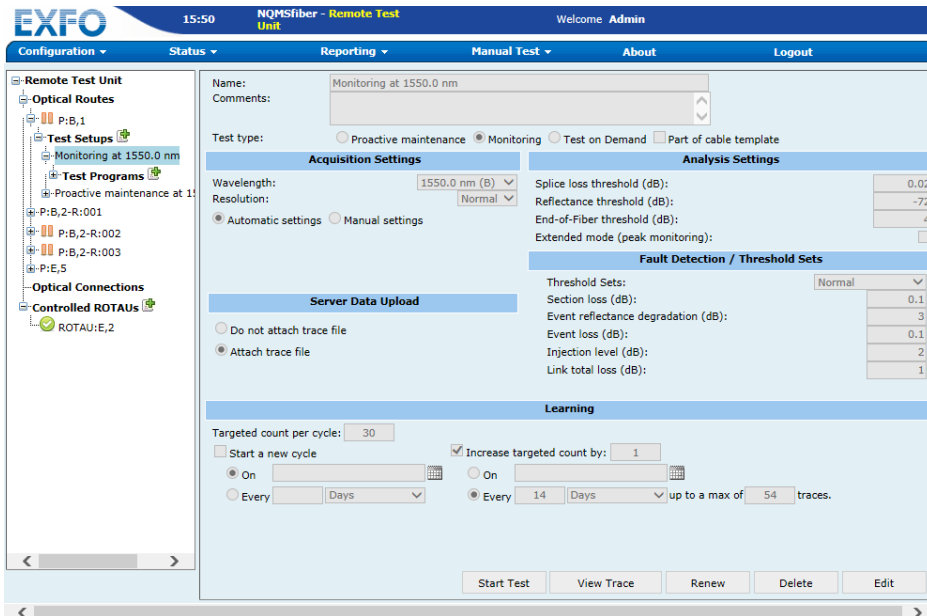 EXFO
15:50
NQMSfiber - Remote Test Unit
Welcome Admin
Configuration Status Reporting Manual Test About Logout
Remote Test Unit
Optical Routes
P:B,1
Test Setups
Monitoring at 1550.0 nm
Test Programs
Proactive maintenance at 1
P:B,2-R:001
P:B,2-R:002
P:B,2-R:003
P:E,5
Optical Connections
Controlled ROTAUs
ROTAU:E,2
Name: Monitoring at 1550.0 nm
Comments:
Test type: Proactive maintenance Monitoring Test on Demand Part of cable template
Acquisition Settings
Wavelength: 1550.0 nm (B)
Resolution: Normal
Automatic settings Manual settings
Server Data Upload
Do not attach trace file
Attach trace file
Analysis Settings
Splice loss threshold (dB): 0.02
Reflectance threshold (dB): -72
End-of-Fiber threshold (dB): 4
Extended mode (peak monitoring):
Fault Detection / Threshold Sets
Threshold Sets: Normal
Section loss (dB): 0.1
Event reflectance degradation (dB): 3
Event loss (dB): 0.1
Injection level (dB): 2
Link total loss (dB): 1
Learning
Targeted count per cycle: 30
Start a new cycle Increase targeted count by: 1
On On
Every Days Every 14 Days up to a max of 54 traces.
Start Test View Trace Renew Delete Edit